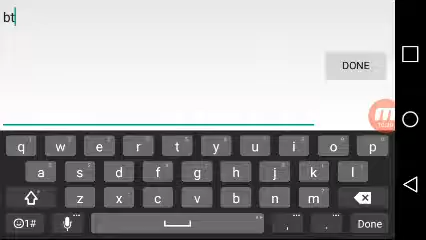 bt
DONE
q w e r t y u i o p
a s d f g h j k l
z x c v b n m
☺1# , . Done